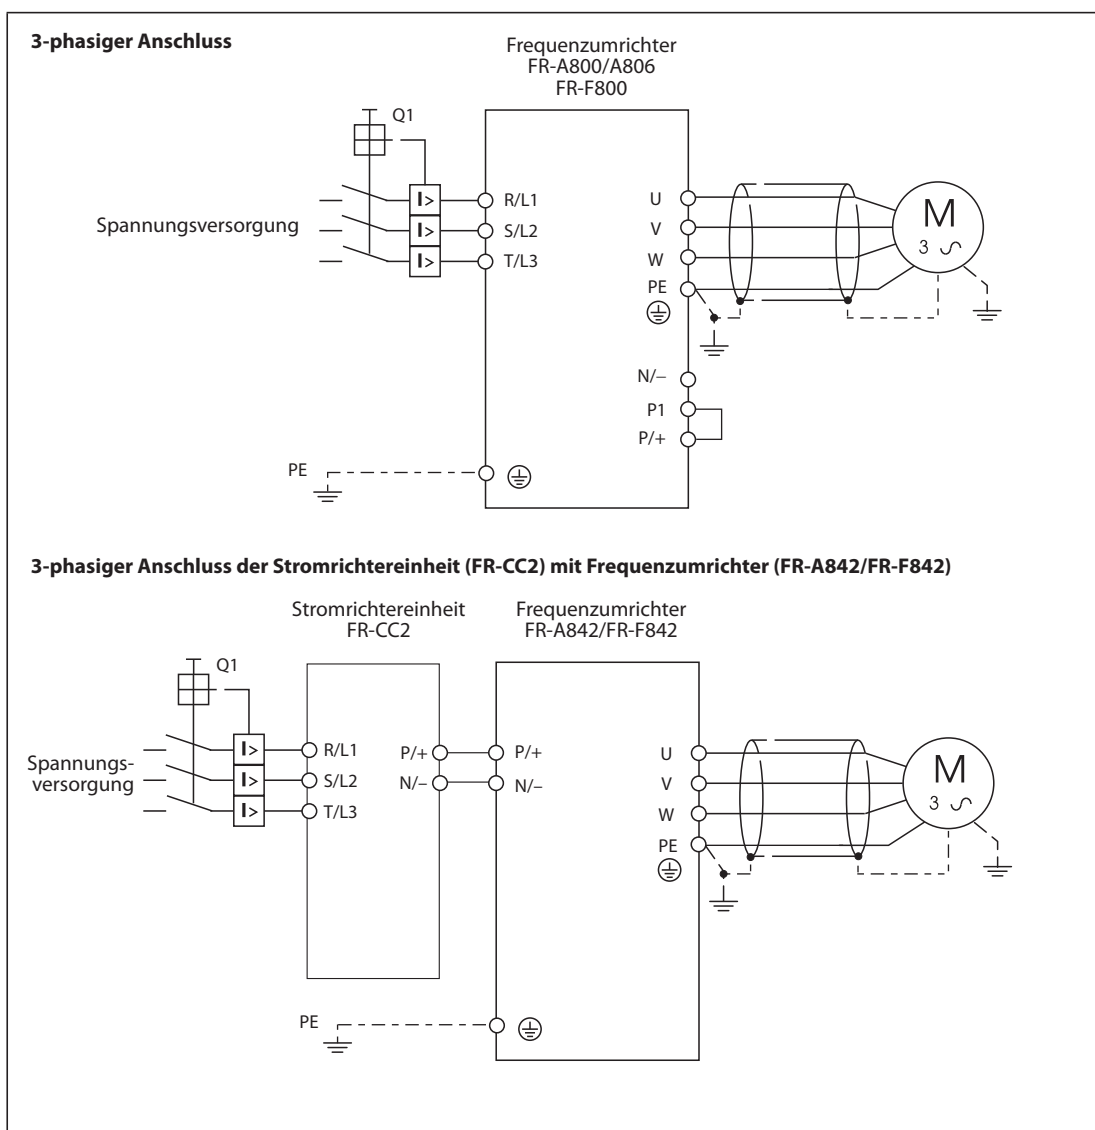 3-phasiger Anschluss
Frequenzumrichter
FR-A800/A806
FR-F800
Q1
I>
R/L1
I>
S/L2
I>
T/L3
Spannungsversorgung
U
V
W
PE
M
3
N/−
P1
P/+
PE
3-phasiger Anschluss der Stromrichtereinheit (FR-CC2) mit Frequenzumrichter (FR-A842/FR-F842)
Stromrichtereinheit
FR-CC2
Frequenzumrichter
FR-A842/FR-F842
Q1
I>
R/L1
I>
S/L2
I>
T/L3
Spannungs-
versorgung
P/+
N/−
P/+
N/−
U
V
W
PE
M
3
PE